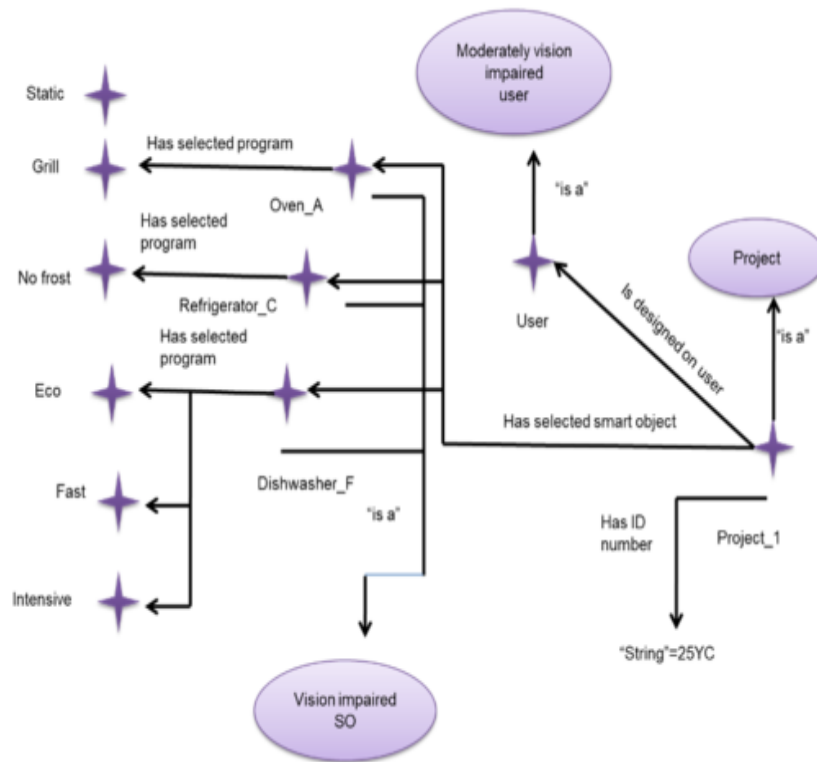 Moderately vision
impaired
user
Static
Has selected program
Grill
"is a"
Oven_A
Has selected
program
Project
No frost
Is designed on user
Refrigerator_C
User
Has selected
program
"is a"
Eco
Has selected smart object
Dishwasher_F
Fast
"is a"
Has ID
number
Project_1
Intensive
"String"=25YC
Vision impaired
SO